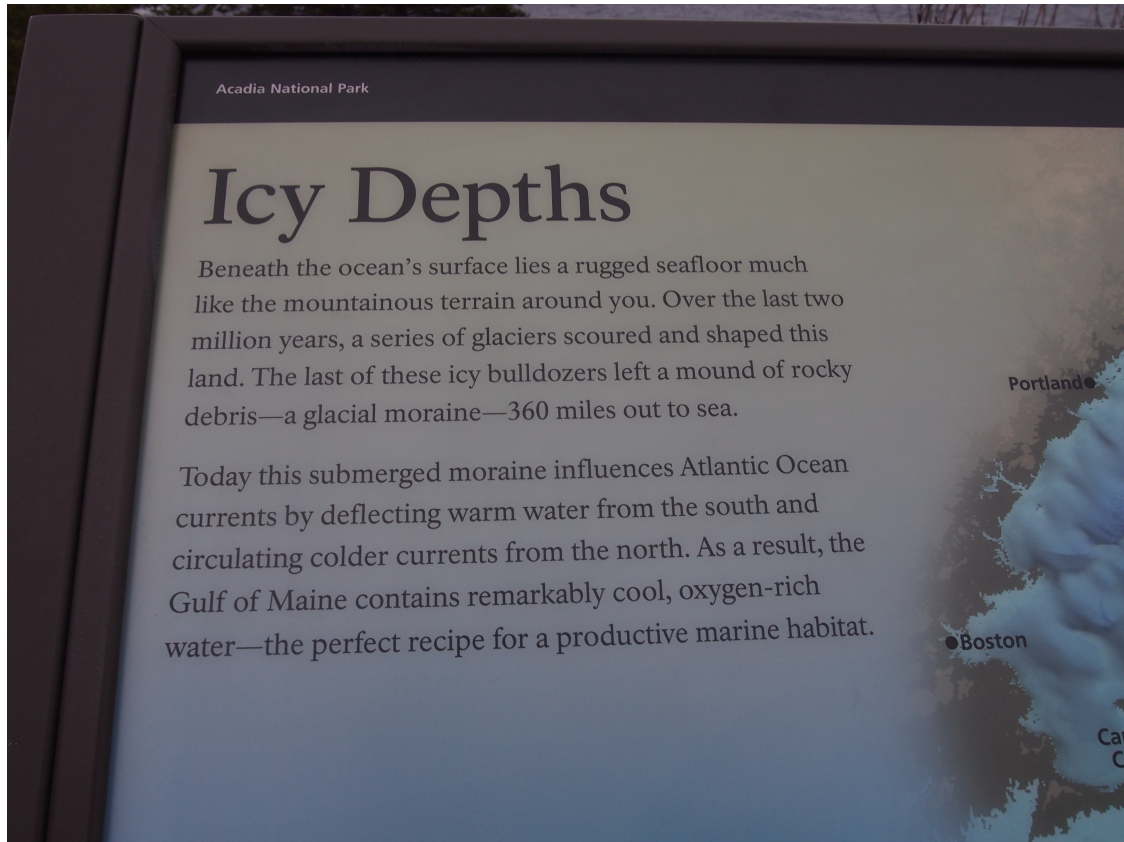 Acadia National Park
Icy Depths
Beneath the ocean's surface lies a rugged seafloor much
like the mountainous terrain around you. Over the last two
million years, a series of glaciers scoured and shaped this
land. The last of these icy bulldozers left a mound of rocky
debris—a glacial moraine—360 miles out to sea.
Today this submerged moraine influences Atlantic Ocean
currents by deflecting warm water from the south and
circulating colder currents from the north. As a result, the
Gulf of Maine contains remarkably cool, oxygen-rich
water—the perfect recipe for a productive marine habitat.
Portland
Boston